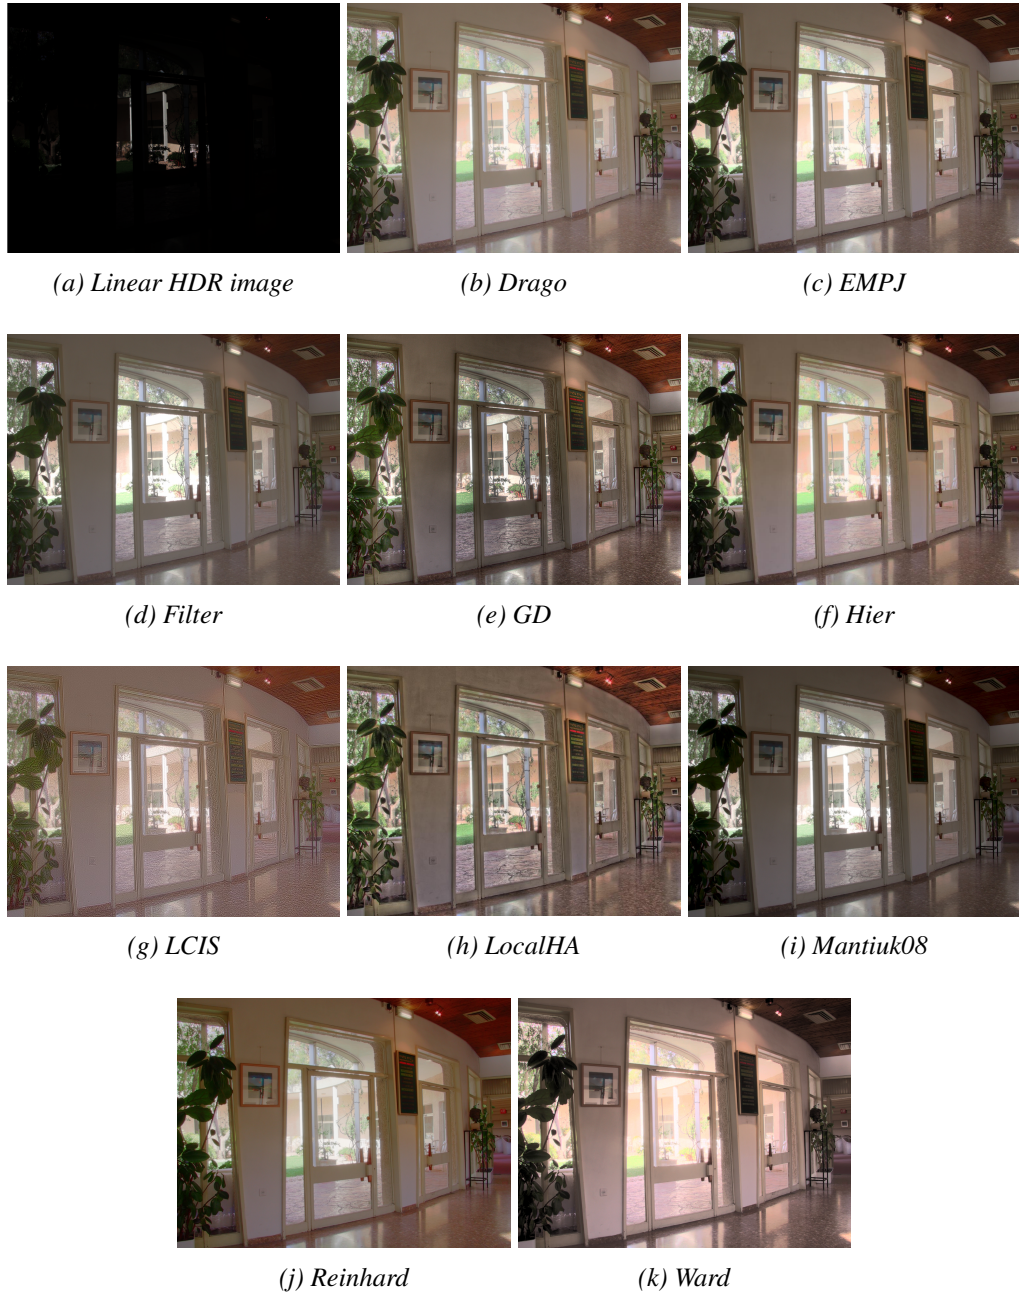 (a) Linear HDR image
(b) Drago
(c) EMPJ
(d) Filter
(e) GD
(f) Hier
(g) LCIS
(h) LocalHA
(i) Mantiuk08
(j) Reinhard
(k) Ward